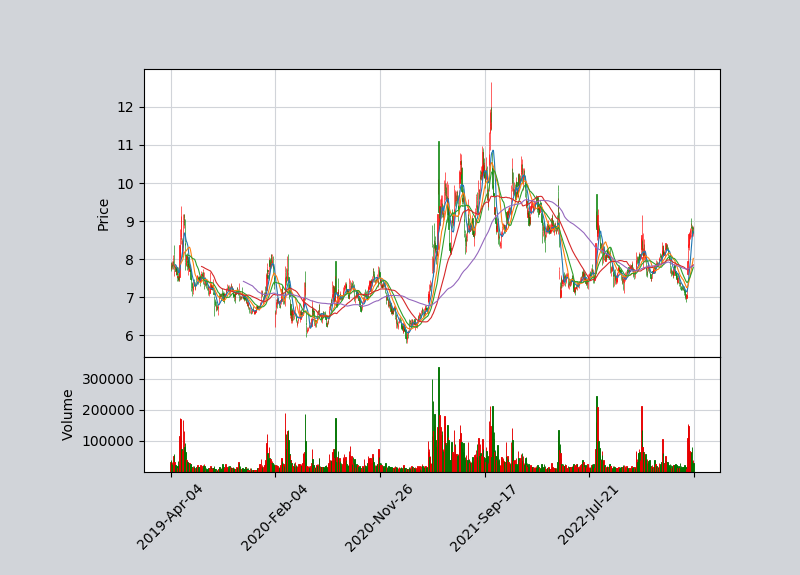 Price
12
11
10
9
8
7
6
Volume
300000
200000
100000
2019-Apr-04
2020-Feb-04
2020-Nov-26
2021-Sep-17
2022-Jul-21